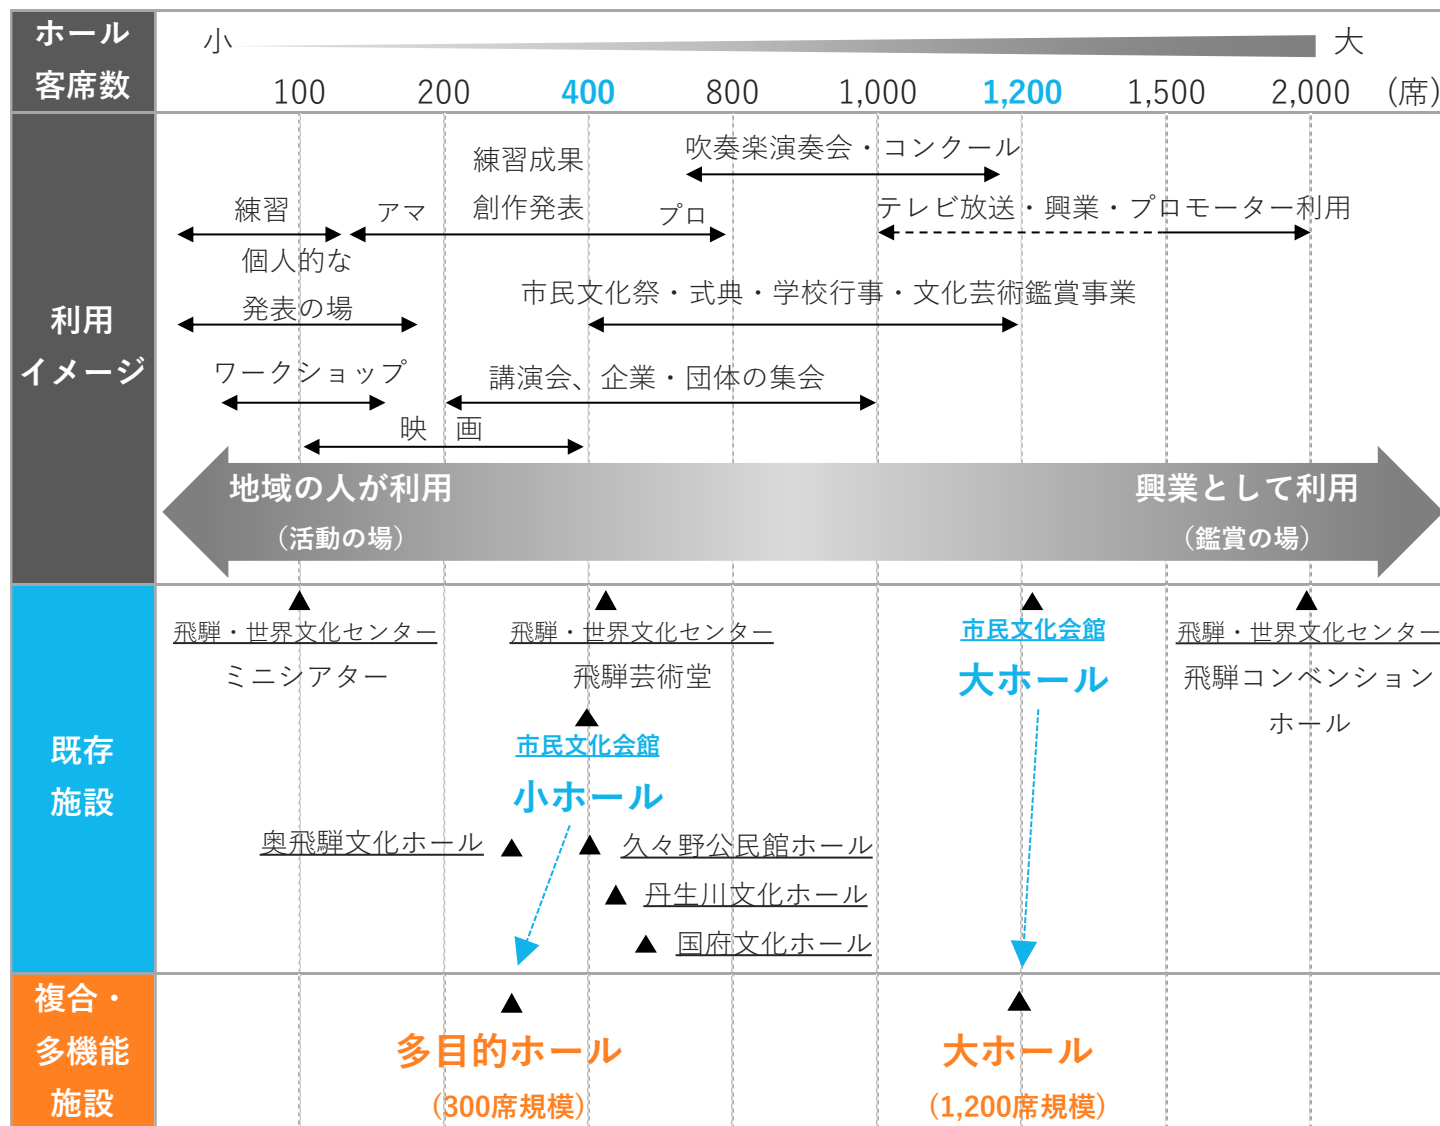 ホール
客席数
小
大
100 200 400 800 1,000 1,200 1,500 2,000 (席)
利用
イメージ
吹奏楽演奏会・コンクール
練習成果
創作発表
練習
アマ
プロ
テレビ放送・興業・プロモーター利用
個人的な
発表の場
市民文化祭・式典・学校行事・文化芸術鑑賞事業
ワークショップ
講演会、企業・団体の集会
映　画
地域の人が利用
（活動の場）
興業として利用
（鑑賞の場）
既存
施設
▲
飛騨・世界文化センター
ミニシアター
▲
飛騨・世界文化センター
飛騨芸術堂
▲
市民文化会館
大ホール
▲
飛騨・世界文化センター
飛騨コンベンション
ホール
▲
市民文化会館
小ホール
奥飛騨文化ホール ▲
▲ 久々野公民館ホール
▲ 丹生川文化ホール
▲ 国府文化ホール
複合・
多機能
施設
▲
多目的ホール
(300席規模)
▲
大ホール
(1,200席規模)